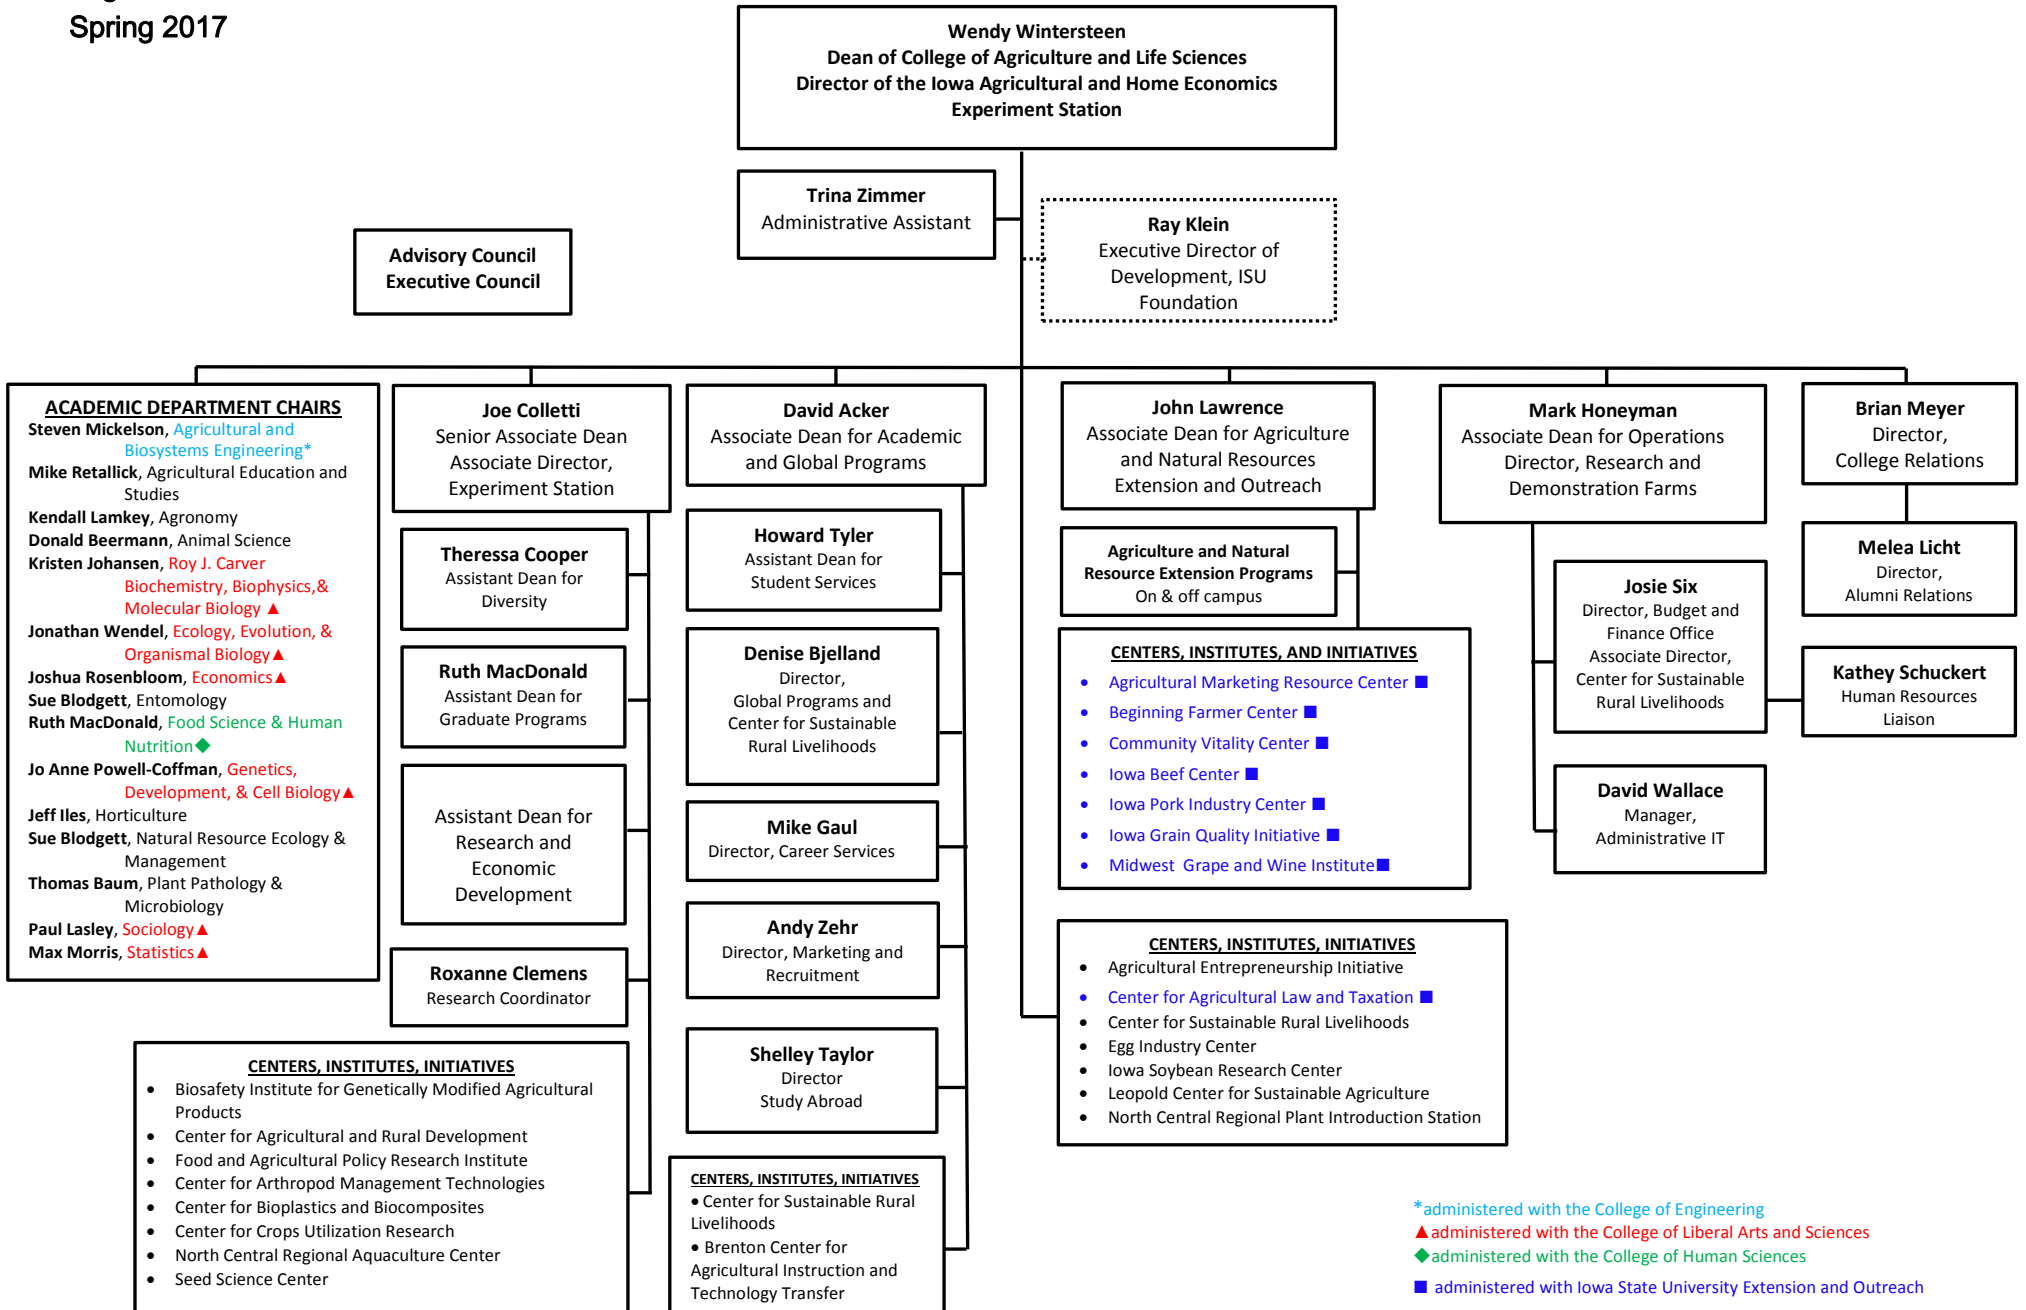 Spring 2017
Wendy Wintersteen
Dean of College of Agriculture and Life Sciences
Director of the Iowa Agricultural and Home Economics
Experiment Station
Trina Zimmer
Administrative Assistant
Ray Klein
Executive Director of
Development, ISU
Foundation
Advisory Council
Executive Council
ACADEMIC DEPARTMENT CHAIRS
Steven Mickelson, Agricultural and
Biosystems Engineering*
Mike Retallick, Agricultural Education and
Studies
Kendall Lamkey, Agronomy
Donald Beermann, Animal Science
Kristen Johansen, Roy J. Carver
Biochemistry, Biophysics,&
Molecular Biology ▲
Jonathan Wendel, Ecology, Evolution, &
Organismal Biology▲
Joshua Rosenbloom, Economics▲
Sue Blodgett, Entomology
Ruth MacDonald, Food Science & Human
Nutrition◆
Jo Anne Powell-Coffman, Genetics,
Development, & Cell Biology▲
Jeff Iles, Horticulture
Sue Blodgett, Natural Resource Ecology &
Management
Thomas Baum, Plant Pathology &
Microbiology
Paul Lasley, Sociology▲
Max Morris, Statistics▲
Joe Colletti
Senior Associate Dean
Associate Director,
Experiment Station
Theressa Cooper
Assistant Dean for
Diversity
Ruth MacDonald
Assistant Dean for
Graduate Programs
Assistant Dean for
Research and
Economic
Development
Roxanne Clemens
Research Coordinator
CENTERS, INSTITUTES, INITIATIVES
• Biosafety Institute for Genetically Modified Agricultural
Products
• Center for Agricultural and Rural Development
• Food and Agricultural Policy Research Institute
• Center for Arthropod Management Technologies
• Center for Bioplastics and Biocomposites
• Center for Crops Utilization Research
• North Central Regional Aquaculture Center
• Seed Science Center
David Acker
Associate Dean for Academic
and Global Programs
Howard Tyler
Assistant Dean for
Student Services
Denise Bjelland
Director,
Global Programs and
Center for Sustainable
Rural Livelihoods
Mike Gaul
Director, Career Services
Andy Zehr
Director, Marketing and
Recruitment
Shelley Taylor
Director
Study Abroad
CENTERS, INSTITUTES, INITIATIVES
• Center for Sustainable Rural
Livelihoods
• Brenton Center for
Agricultural Instruction and
Technology Transfer
John Lawrence
Associate Dean for Agriculture
and Natural Resources
Extension and Outreach
Agriculture and Natural
Resource Extension Programs
On & off campus
CENTERS, INSTITUTES, AND INITIATIVES
• Agricultural Marketing Resource Center ■
• Beginning Farmer Center ■
• Community Vitality Center ■
• Iowa Beef Center ■
• Iowa Pork Industry Center ■
• Iowa Grain Quality Initiative ■
• Midwest Grape and Wine Institute■
CENTERS, INSTITUTES, INITIATIVES
• Agricultural Entrepreneurship Initiative
• Center for Agricultural Law and Taxation ■
• Center for Sustainable Rural Livelihoods
• Egg Industry Center
• Iowa Soybean Research Center
• Leopold Center for Sustainable Agriculture
• North Central Regional Plant Introduction Station
Mark Honeyman
Associate Dean for Operations
Director, Research and
Demonstration Farms
Josie Six
Director, Budget and
Finance Office
Associate Director,
Center for Sustainable
Rural Livelihoods
David Wallace
Manager,
Administrative IT
Brian Meyer
Director,
College Relations
Melea Licht
Director,
Alumni Relations
Kathey Schuckert
Human Resources
Liaison
*administered with the College of Engineering
▲administered with the College of Liberal Arts and Sciences
◆administered with the College of Human Sciences
■ administered with Iowa State University Extension and Outreach